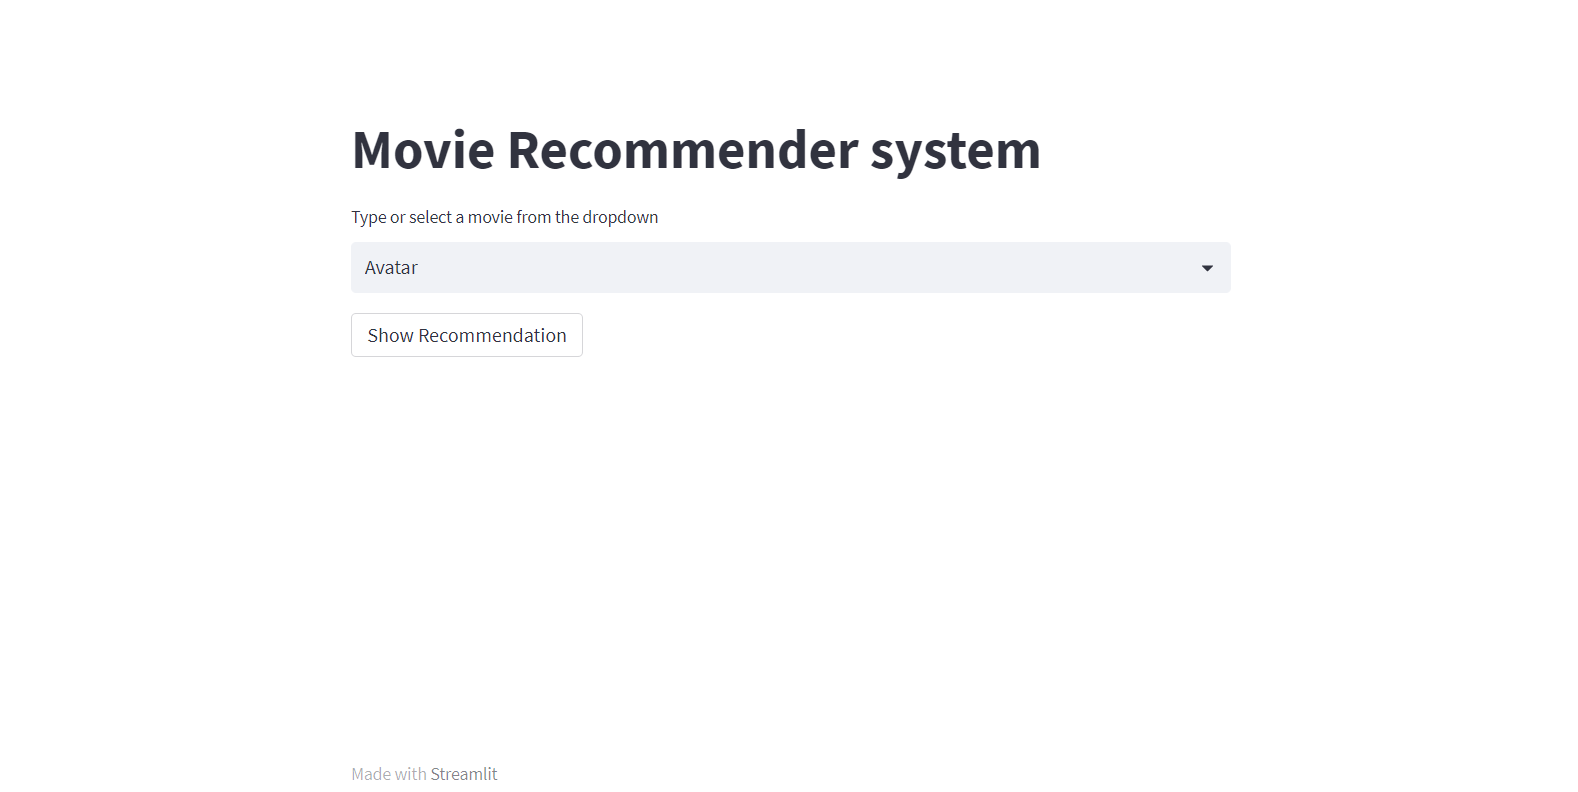 Movie Recommender system
Type or select a movie from the dropdown
Avatar
Show Recommendation
Made with Streamlit